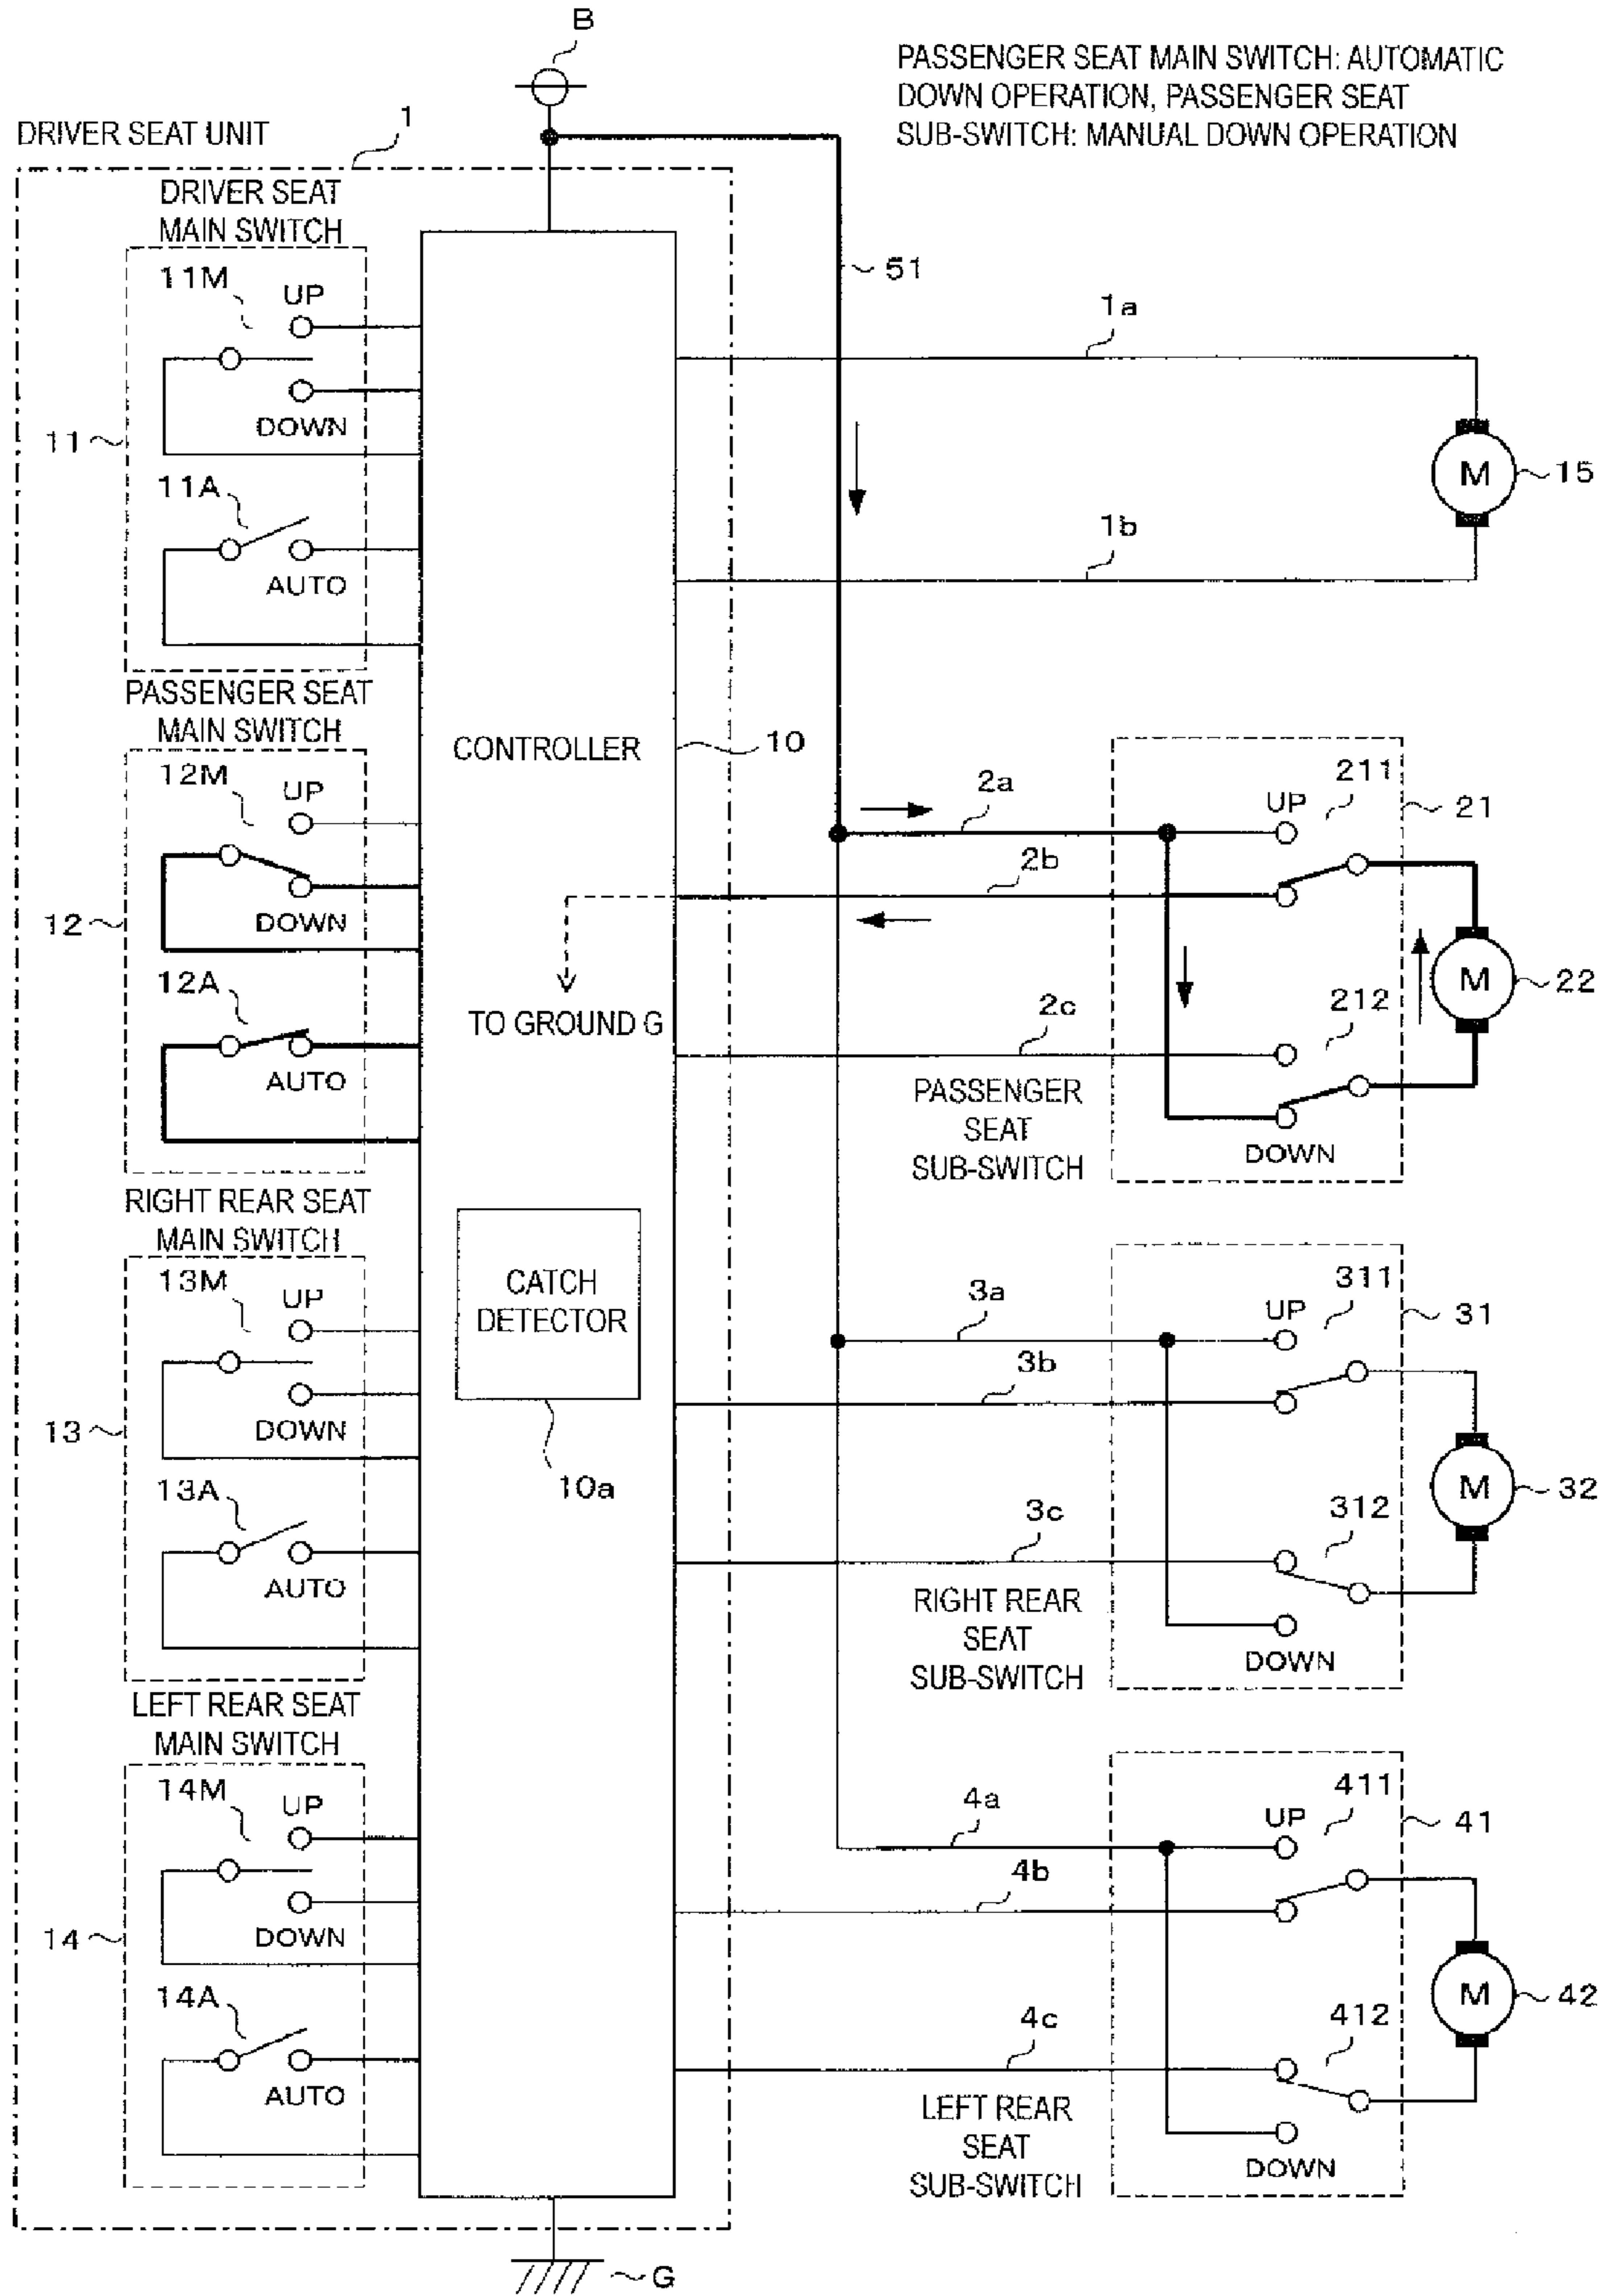 B
PASSENGER SEAT MAIN SWITCH: AUTOMATIC
DOWN OPERATION, PASSENGER SEAT
SUB-SWITCH: MANUAL DOWN OPERATION
DRIVER SEAT UNIT
1
DRIVER SEAT
MAIN SWITCH
11M
UP
DOWN
11
11A
AUTO
51
1a
M
15
1b
PASSENGER SEAT
MAIN SWITCH
12M
UP
DOWN
12
12A
AUTO
CONTROLLER
10
TO GROUND G
2a
2b
2c
UP
211
21
212
DOWN
M
22
PASSENGER
SEAT
SUB-SWITCH
RIGHT REAR SEAT
MAIN SWITCH
13M
UP
DOWN
13
13A
AUTO
CATCH
DETECTOR
10a
3a
3b
3c
UP
311
31
312
DOWN
M
32
RIGHT REAR
SEAT
SUB-SWITCH
LEFT REAR SEAT
MAIN SWITCH
14M
UP
DOWN
14
14A
AUTO
4a
4b
4c
UP
411
41
412
DOWN
M
42
LEFT REAR
SEAT
SUB-SWITCH
G